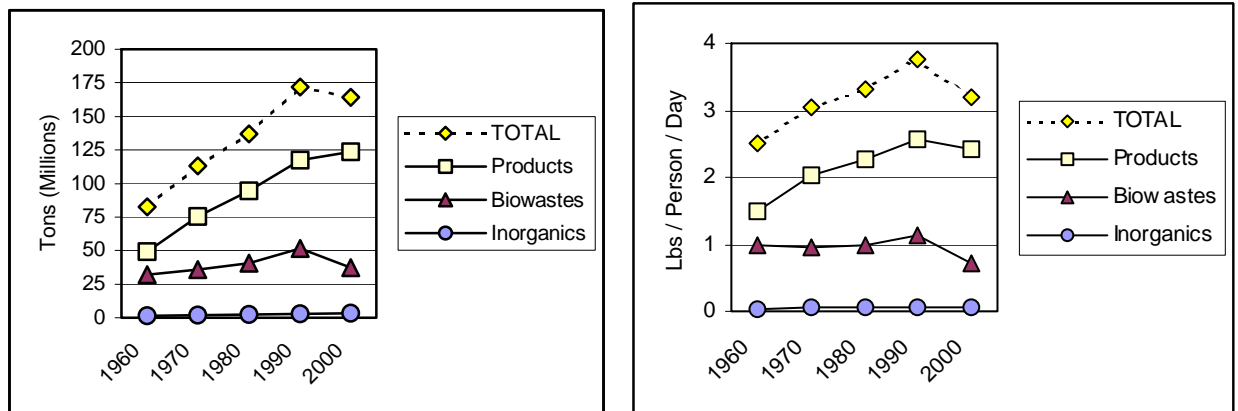 200
175
150
125
100
75
50
25
0
Tons (Millions)
1960
1970
1980
1990
2000
TOTAL
Products
Biowastes
Inorganics
4
3
2
1
0
Lbs / Person / Day
1960
1970
1980
1990
2000
TOTAL
Products
Biow astes
Inorganics